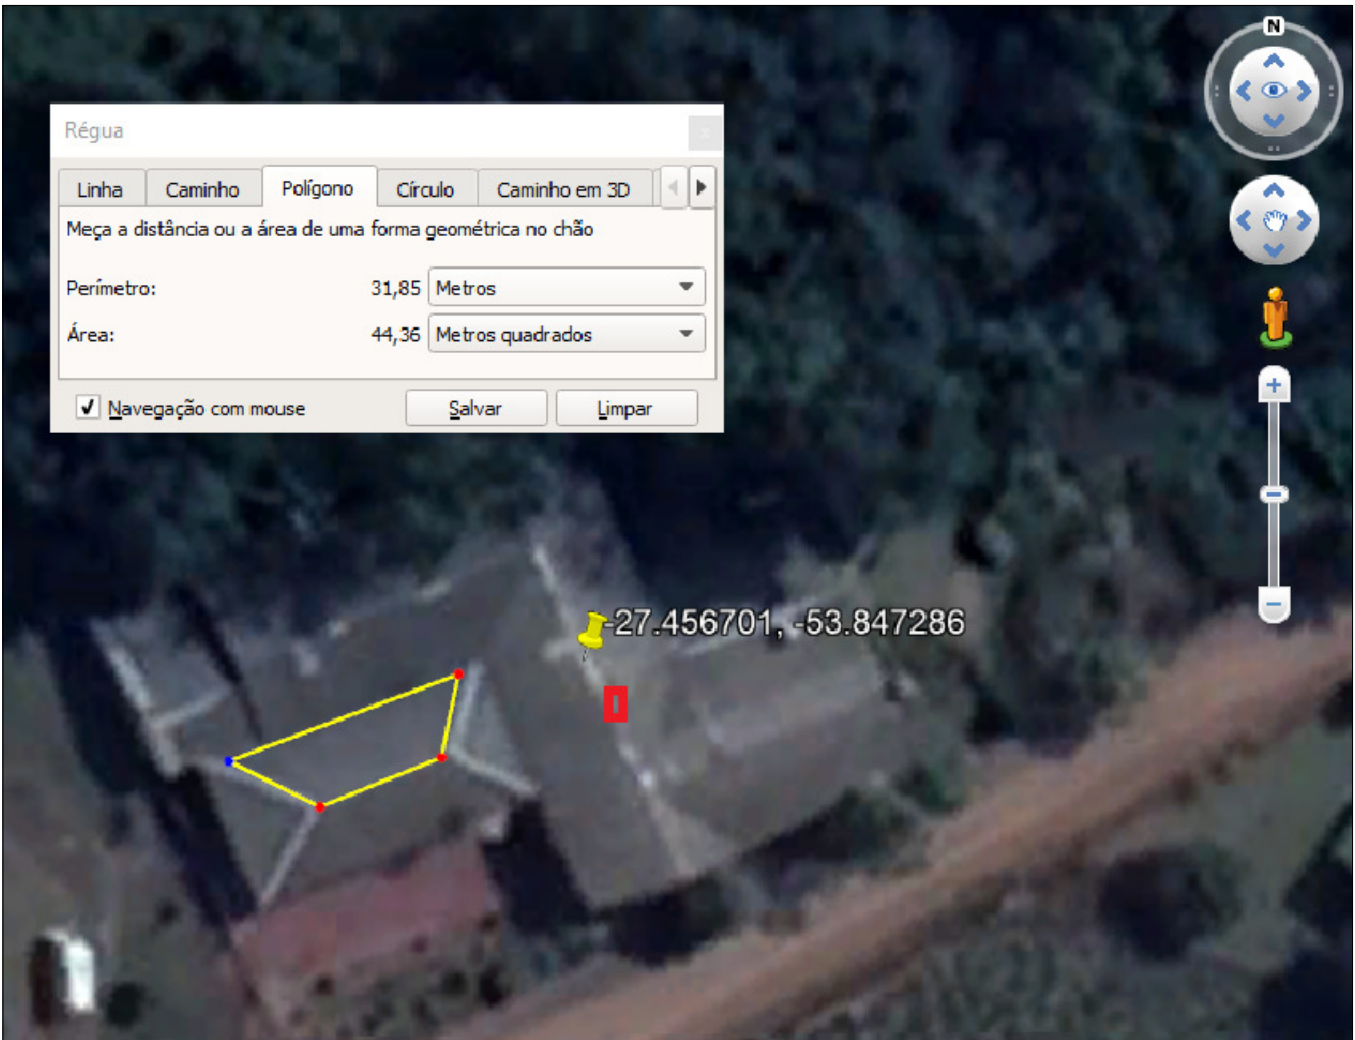 N
Régua
Linha Caminho Polígono Círculo Caminho em 3D
Meça a distância ou a área de uma forma geométrica no chão
Perímetro: 31,85 Metros
Área: 44,36 Metros quadrados
Navegação com mouse Salvar Limpar
-27.456701, -53.847286